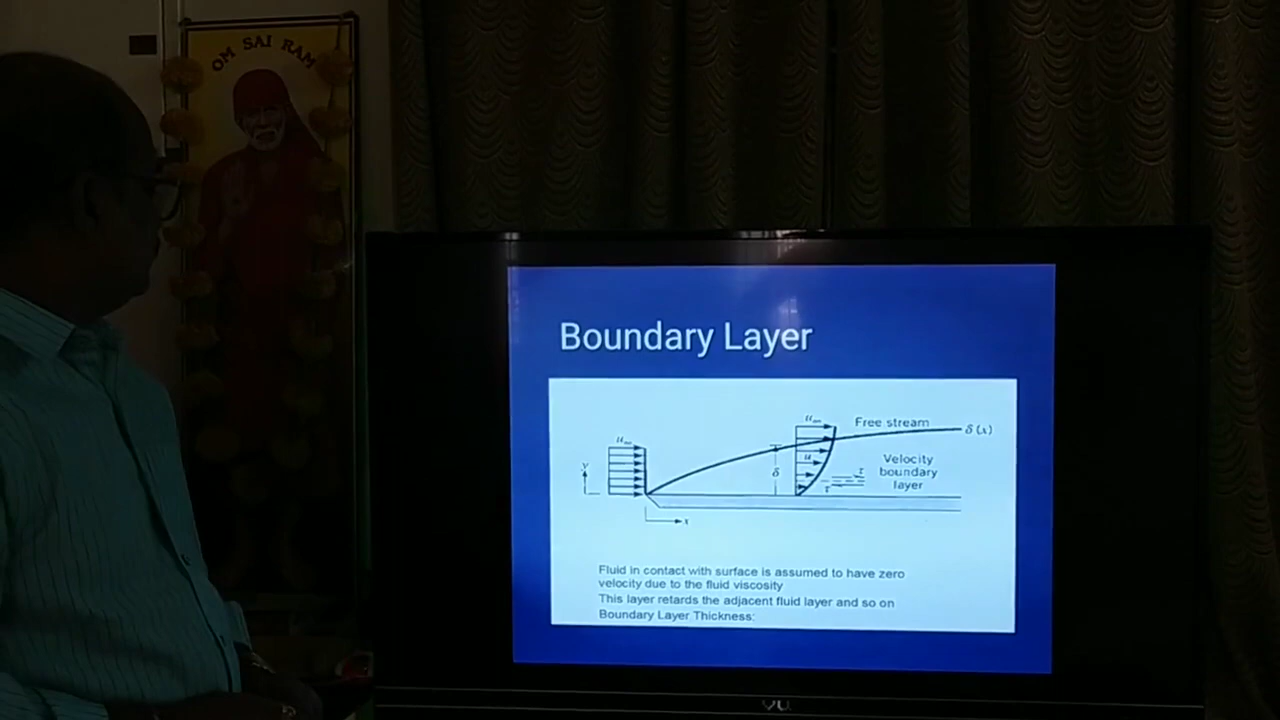 OM SAI RAM
Boundary Layer
u∞
Free stream
δ (x)
u∞
y
u
δ
τ
Velocity
boundary
layer
τ
x
Fluid in contact with surface is assumed to have zero
velocity due to the fluid viscosity
This layer retards the adjacent fluid layer and so on
Boundary Layer Thickness:
VU